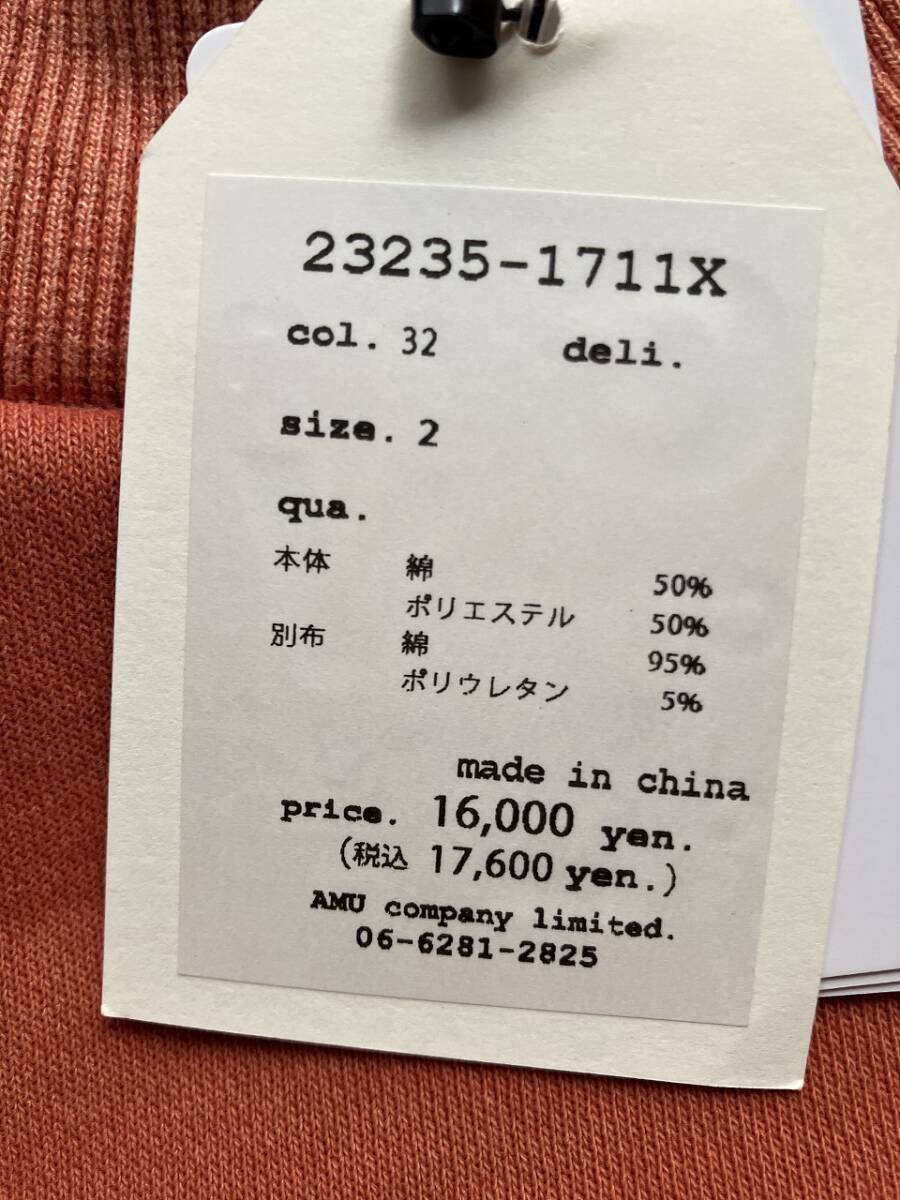 23235-1711X
col. 32 deli.
size. 2
qua.
本体 綿 50%
ポリエステル 50%
別布 綿 95%
ポリウレタン 5%
made in china
price. 16,000 yen.
(税込 17,600 yen.)
AMU company limited.
06-6281-2825